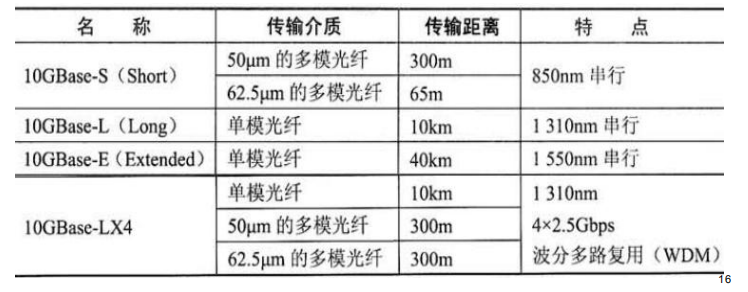 名 称 传输介质 传输距离 特 点
10GBase-S（Short） 50μm 的多模光纤 300m 850nm 串行
62.5μm 的多模光纤 65m
10GBase-L（Long） 单模光纤 10km 1 310nm 串行
10GBase-E（Extended） 单模光纤 40km 1 550nm 串行
10GBase-LX4 单模光纤 10km 1 310nm
50μm 的多模光纤 300m 4×2.5Gbps
62.5μm 的多模光纤 300m 波分多路复用（WDM）
16